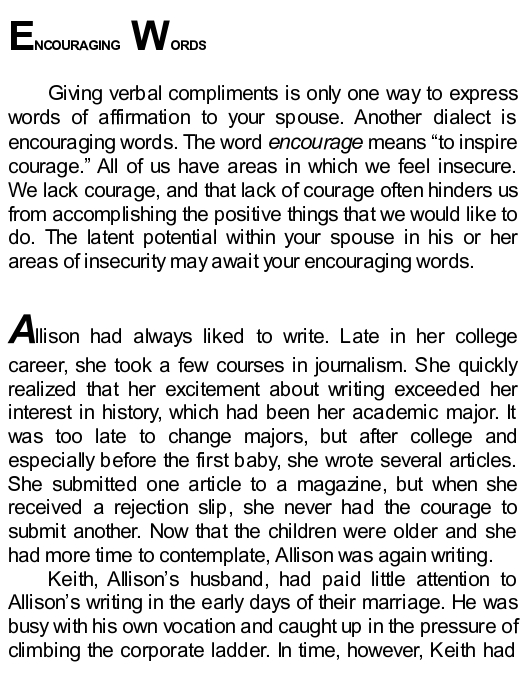 ENCOURAGING WORDS
Giving verbal compliments is only one way to express
words of affirmation to your spouse. Another dialect is
encouraging words. The word encourage means “to inspire
courage.” All of us have areas in which we feel insecure.
We lack courage, and that lack of courage often hinders us
from accomplishing the positive things that we would like to
do. The latent potential within your spouse in his or her
areas of insecurity may await your encouraging words.
Allison had always liked to write. Late in her college
career, she took a few courses in journalism. She quickly
realized that her excitement about writing exceeded her
interest in history, which had been her academic major. It
was too late to change majors, but after college and
especially before the first baby, she wrote several articles.
She submitted one article to a magazine, but when she
received a rejection slip, she never had the courage to
submit another. Now that the children were older and she
had more time to contemplate, Allison was again writing.
Keith, Allison’s husband, had paid little attention to
Allison’s writing in the early days of their marriage. He was
busy with his own vocation and caught up in the pressure of
climbing the corporate ladder. In time, however, Keith had